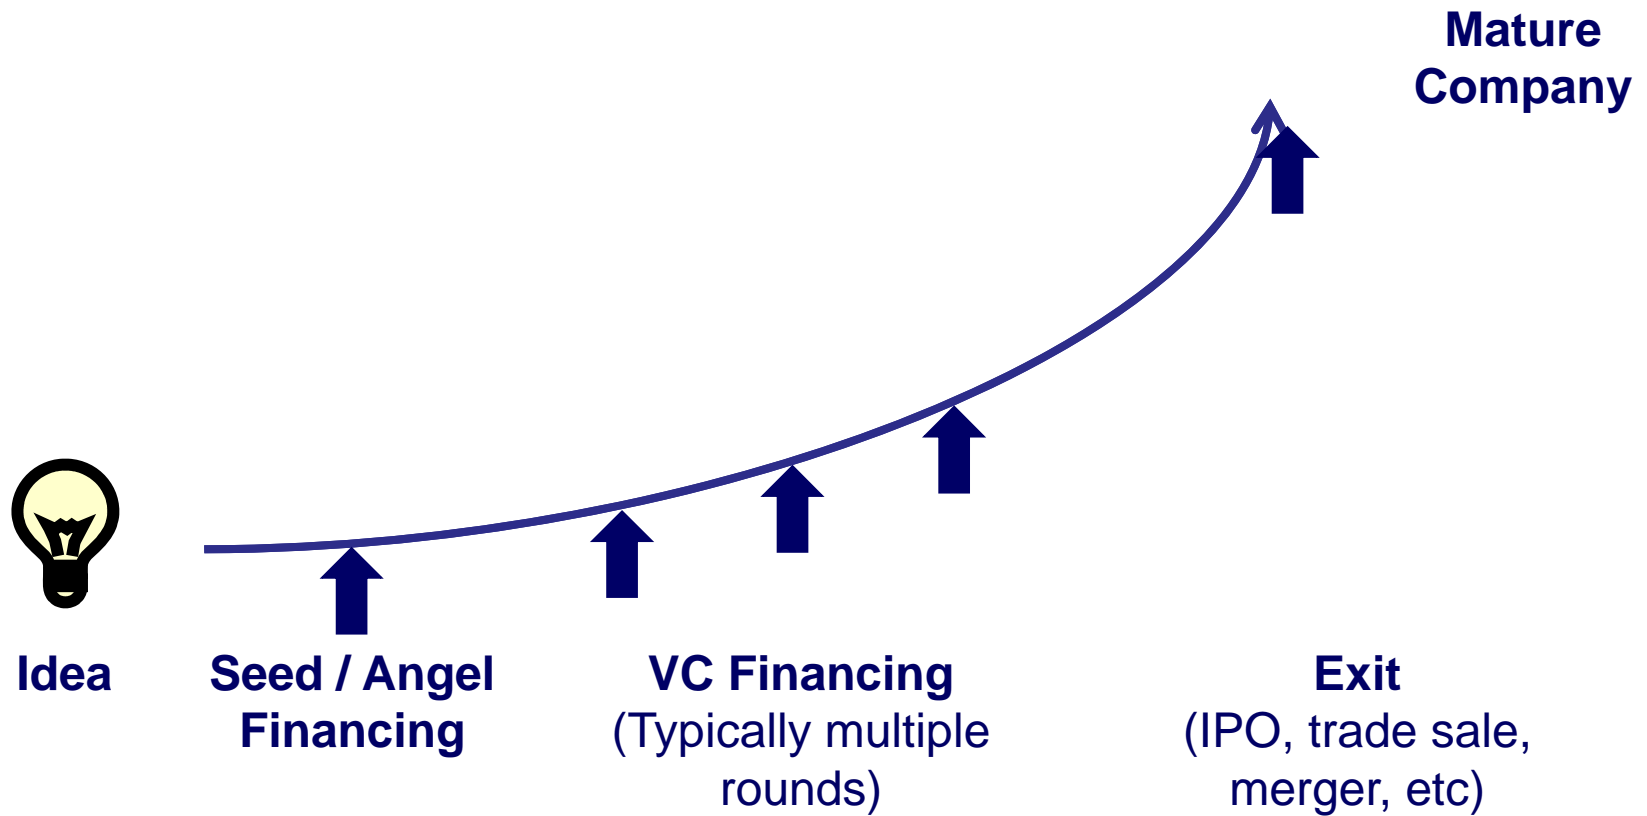 Mature
Company
Idea
Seed / Angel
Financing
VC Financing
(Typically multiple
rounds)
Exit
(IPO, trade sale,
merger, etc)